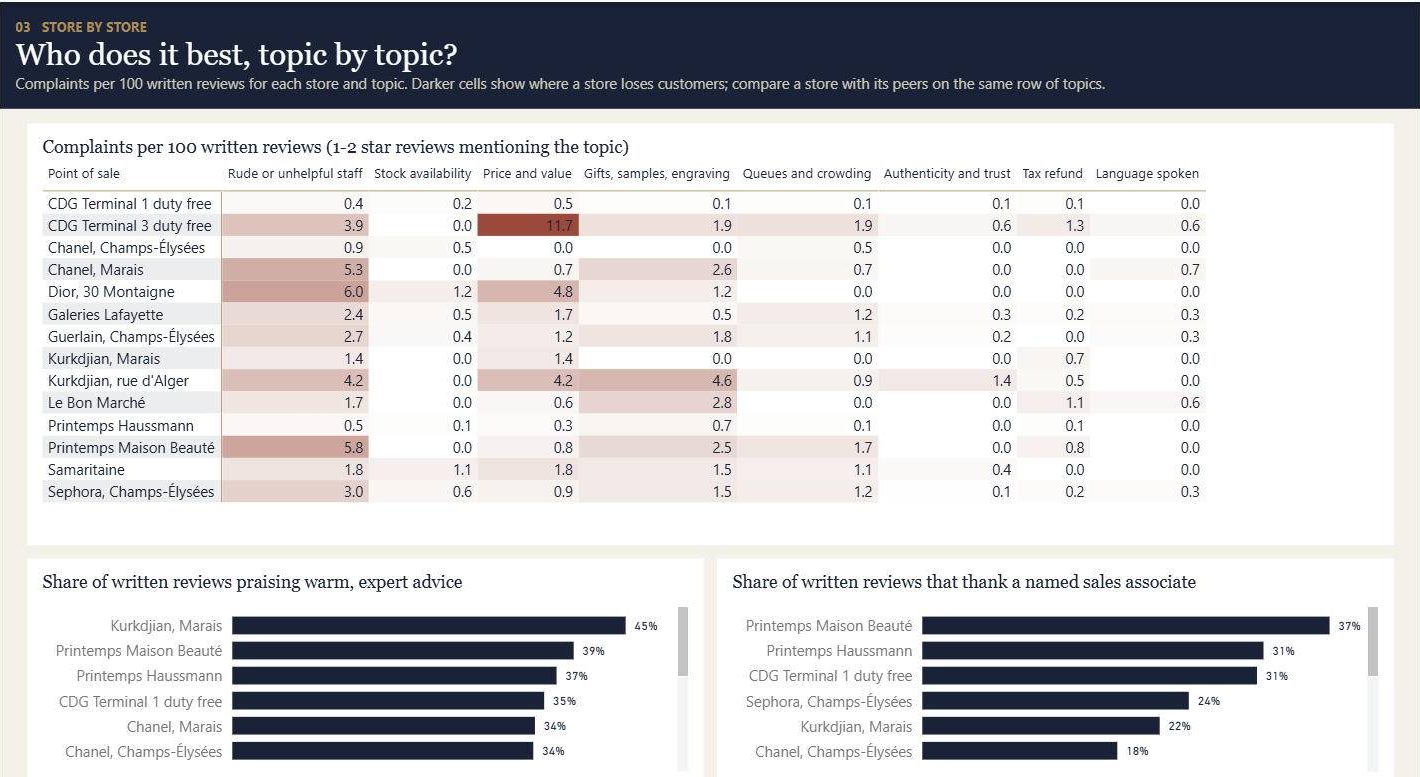 03 STORE BY STORE
Who does it best, topic by topic?
Complaints per 100 written reviews for each store and topic. Darker cells show where a store loses customers; compare a store with its peers on the same row of topics.
Complaints per 100 written reviews (1-2 star reviews mentioning the topic)
Point of sale Rude or unhelpful staff Stock availability Price and value Gifts, samples, engraving Queues and crowding Authenticity and trust Tax refund Language spoken
CDG Terminal 1 duty free 0.4 0.2 0.5 0.1 0.1 0.1 0.1 0.0
CDG Terminal 3 duty free 3.9 0.0 11.7 1.9 1.9 0.6 1.3 0.6
Chanel, Champs-Élysées 0.9 0.5 0.0 0.0 0.5 0.0 0.0 0.0
Chanel, Marais 5.3 0.0 0.7 2.6 0.7 0.0 0.0 0.7
Dior, 30 Montaigne 6.0 1.2 4.8 1.2 0.0 0.0 0.0 0.0
Galeries Lafayette 2.4 0.5 1.7 0.5 1.2 0.3 0.2 0.3
Guerlain, Champs-Élysées 2.7 0.4 1.2 1.8 1.1 0.2 0.0 0.3
Kurkdjian, Marais 1.4 0.0 1.4 0.0 0.0 0.0 0.7 0.0
Kurkdjian, rue d'Alger 4.2 0.0 4.2 4.6 0.9 1.4 0.5 0.0
Le Bon Marché 1.7 0.0 0.6 2.8 0.0 0.0 1.1 0.6
Printemps Haussmann 0.5 0.1 0.3 0.7 0.1 0.0 0.1 0.0
Printemps Maison Beauté 5.8 0.0 0.8 2.5 1.7 0.0 0.8 0.0
Samaritaine 1.8 1.1 1.8 1.5 1.1 0.4 0.0 0.0
Sephora, Champs-Élysées 3.0 0.6 0.9 1.5 1.2 0.1 0.2 0.3
Share of written reviews praising warm, expert advice
Kurkdjian, Marais 45%
Printemps Maison Beauté 39%
Printemps Haussmann 37%
CDG Terminal 1 duty free 35%
Chanel, Marais 34%
Chanel, Champs-Élysées 34%
Share of written reviews that thank a named sales associate
Printemps Maison Beauté 37%
Printemps Haussmann 31%
CDG Terminal 1 duty free 31%
Sephora, Champs-Élysées 24%
Kurkdjian, Marais 22%
Chanel, Champs-Élysées 18%